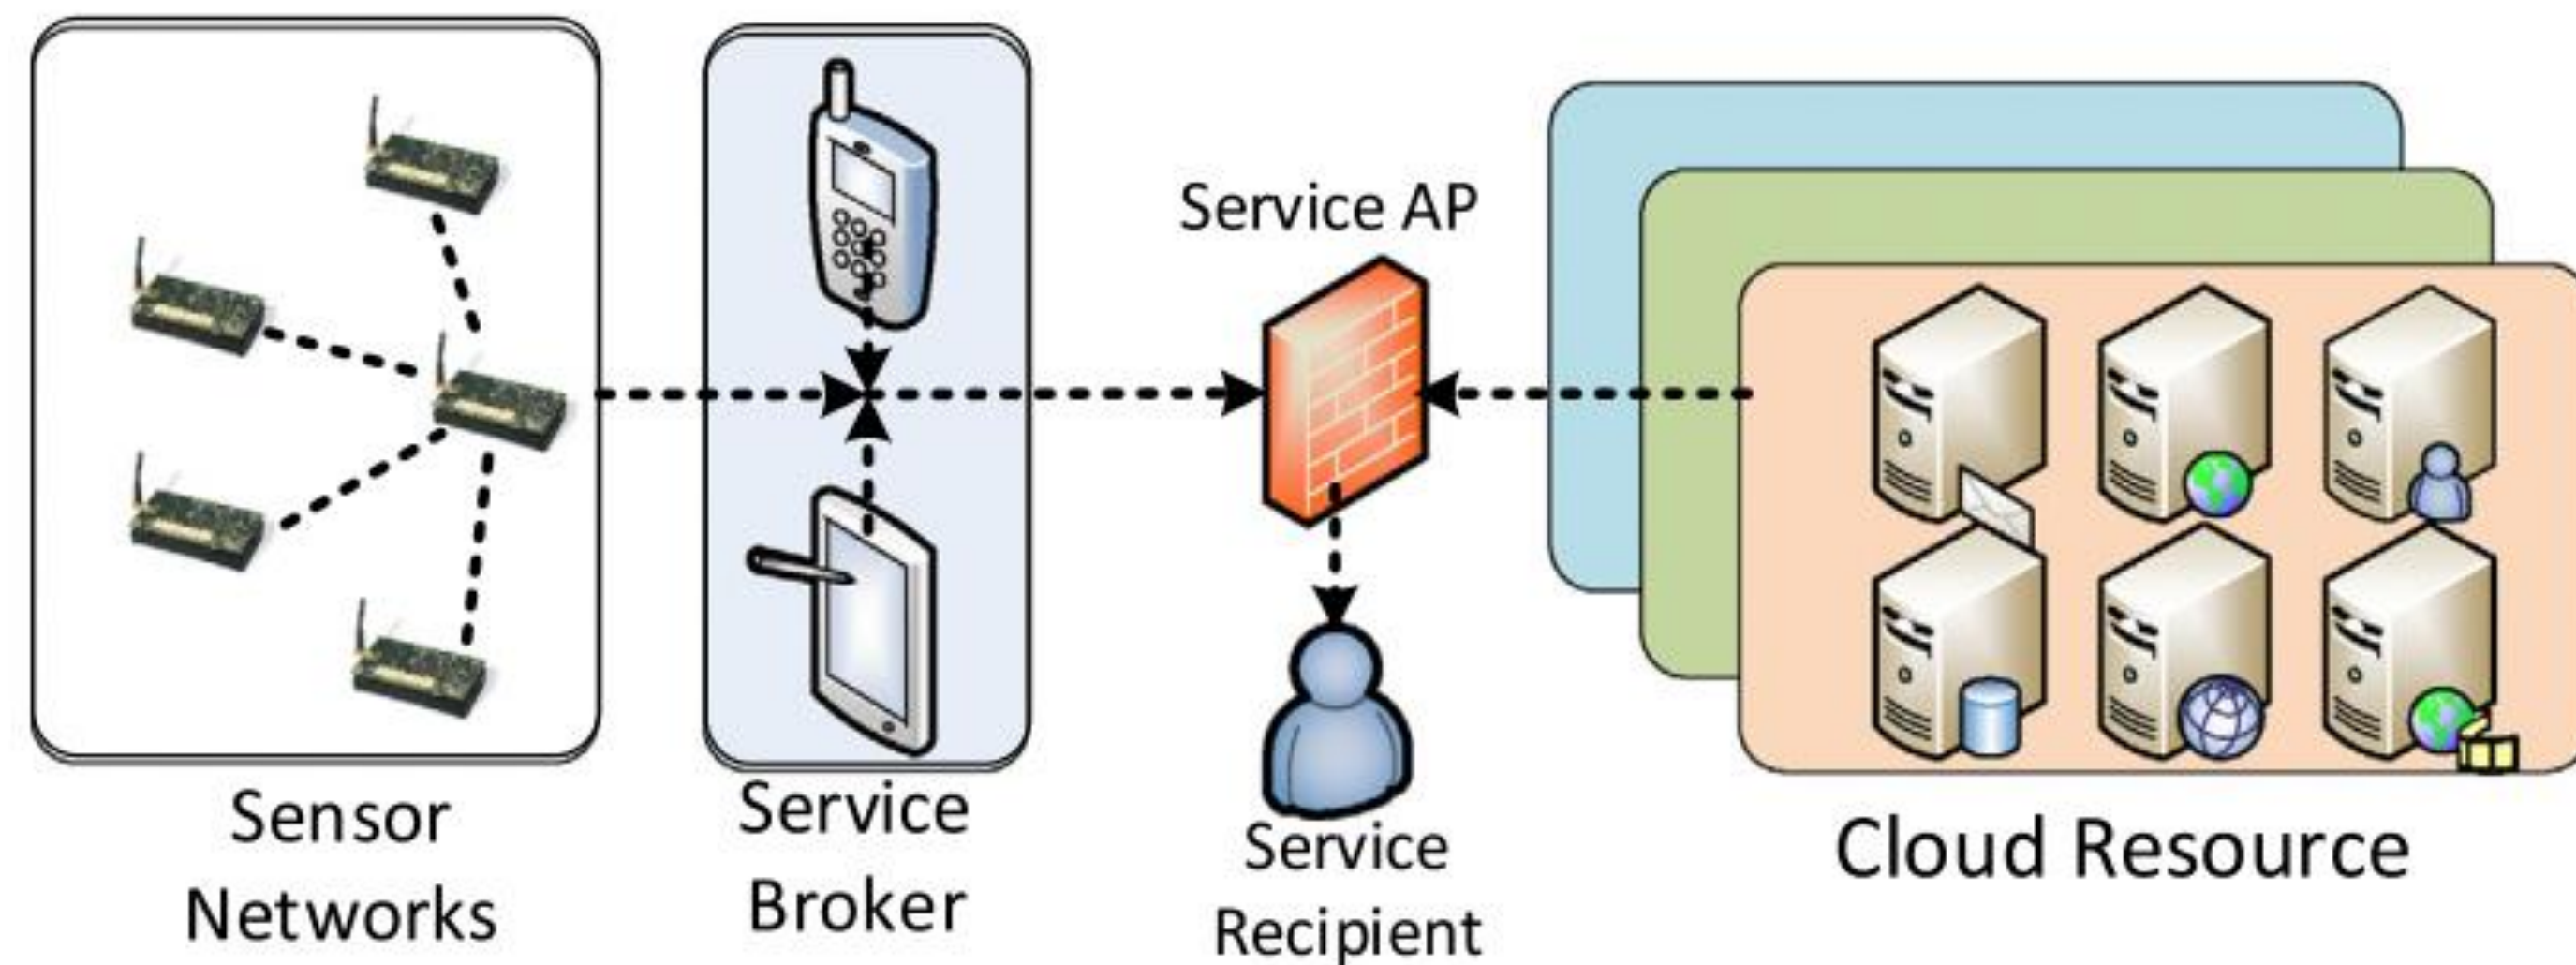 Sensor
Networks
Service
Broker
Service AP
Service
Recipient
Cloud Resource